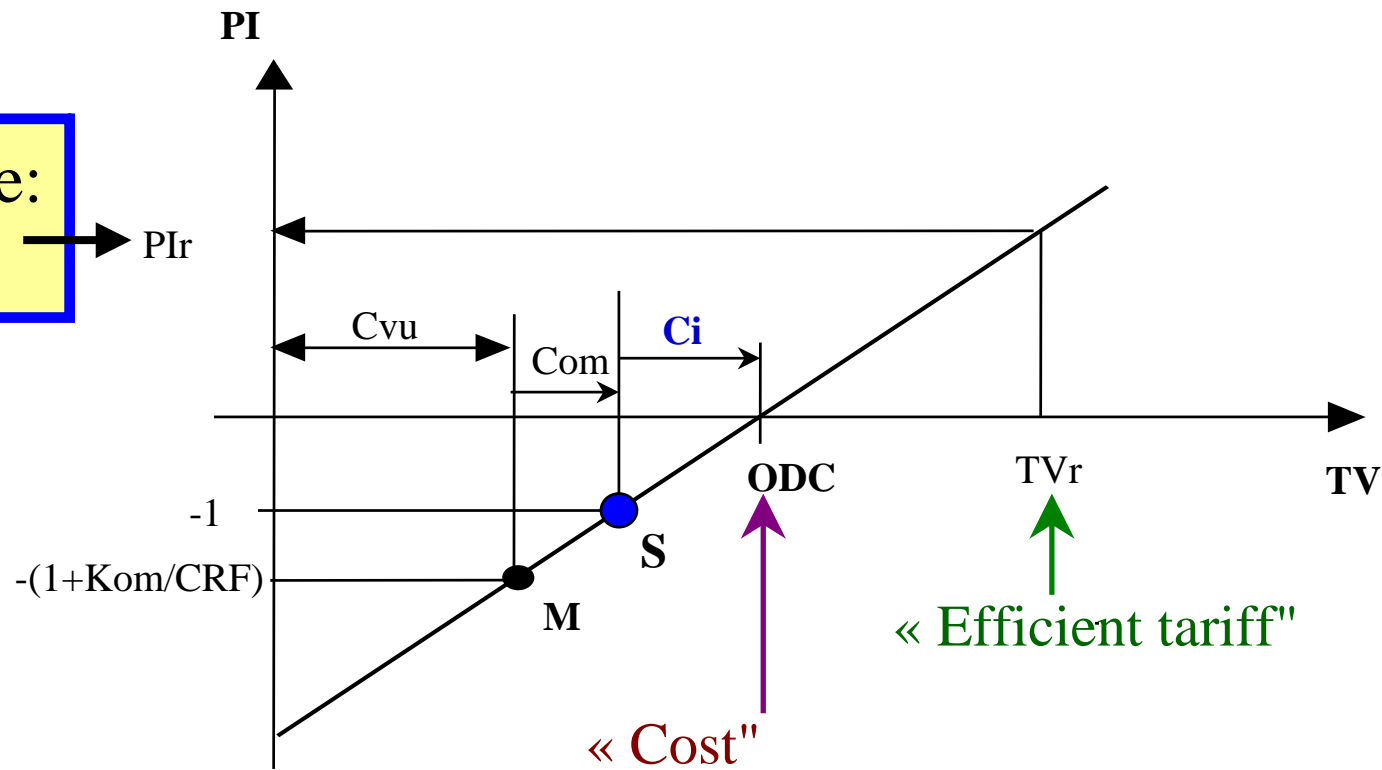 PI
e:
PIr
Cvu
Com
Ci
ODC
TVr
TV
-1
S
-(1+Kom/CRF)
M
« Efficient tariff"
« Cost"